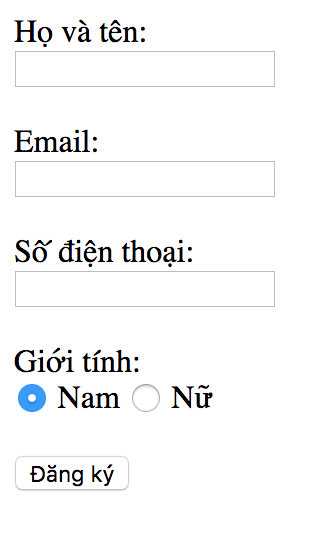 Họ và tên:
Email:
Số điện thoại:
Giới tính:
Nam Nữ
Đăng ký